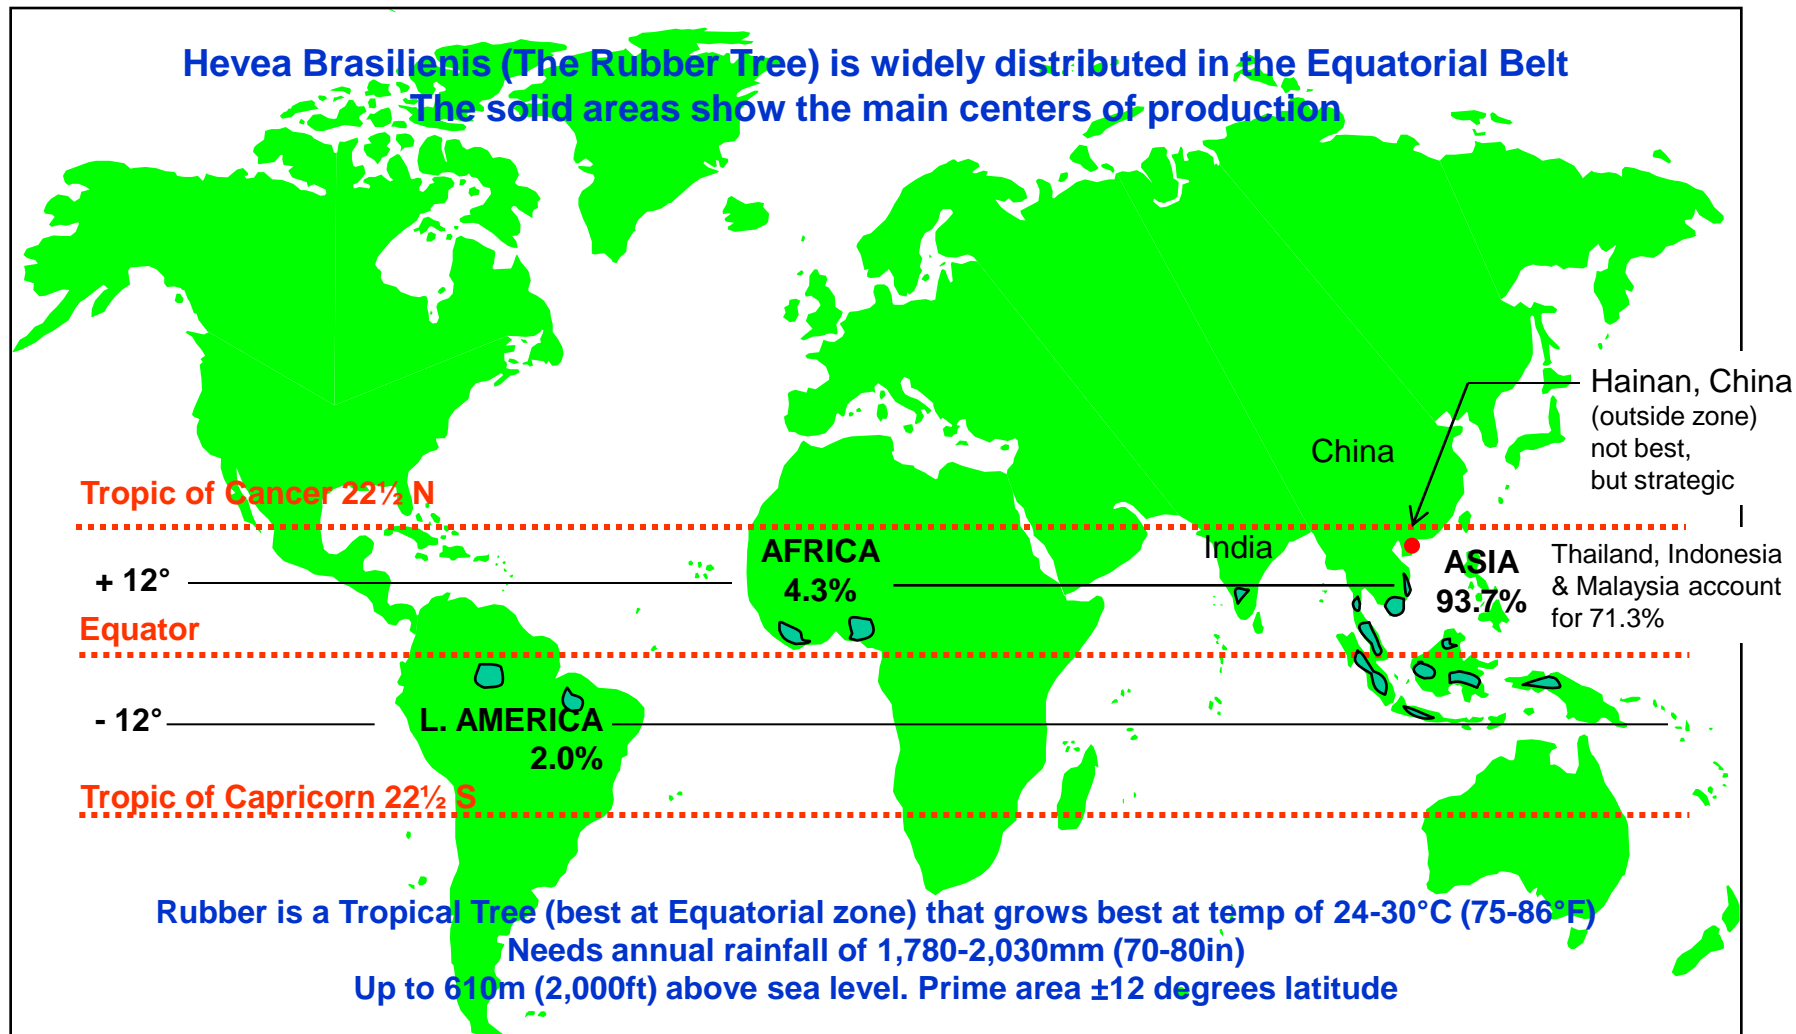 Hevea Brasilienis (The Rubber Tree) is widely distributed in the Equatorial Belt
The solid areas show the main centers of production
Hainan, China
(outside zone)
not best,
but strategic
China
Tropic of Cancer 22½ N
India
AFRICA
4.3%
ASIA
93.7%
Thailand, Indonesia
& Malaysia account
for 71.3%
+ 12°
Equator
- 12°
L. AMERICA
2.0%
Tropic of Capricorn 22½ S
Rubber is a Tropical Tree (best at Equatorial zone) that grows best at temp of 24-30°C (75-86°F)
Needs annual rainfall of 1,780-2,030mm (70-80in)
Up to 610m (2,000ft) above sea level. Prime area ±12 degrees latitude